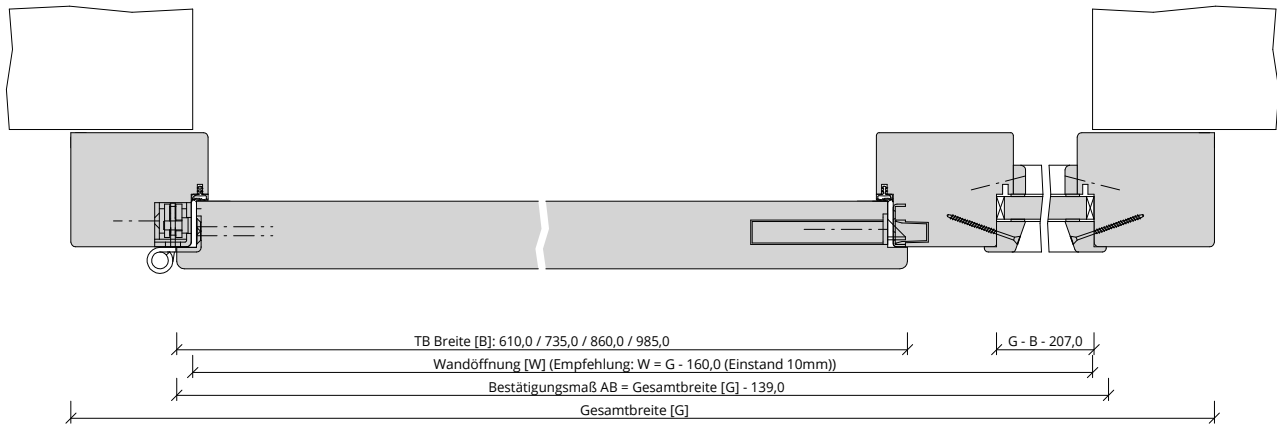 TB Breite [B]: 610,0 / 735,0 / 860,0 / 985,0
G - B - 207,0
Wandöffnung [W] (Empfehlung: W = G - 160,0 (Einstand 10mm))
Bestätigungsmaß AB = Gesamtbreite [G] - 139,0
Gesamtbreite [G]